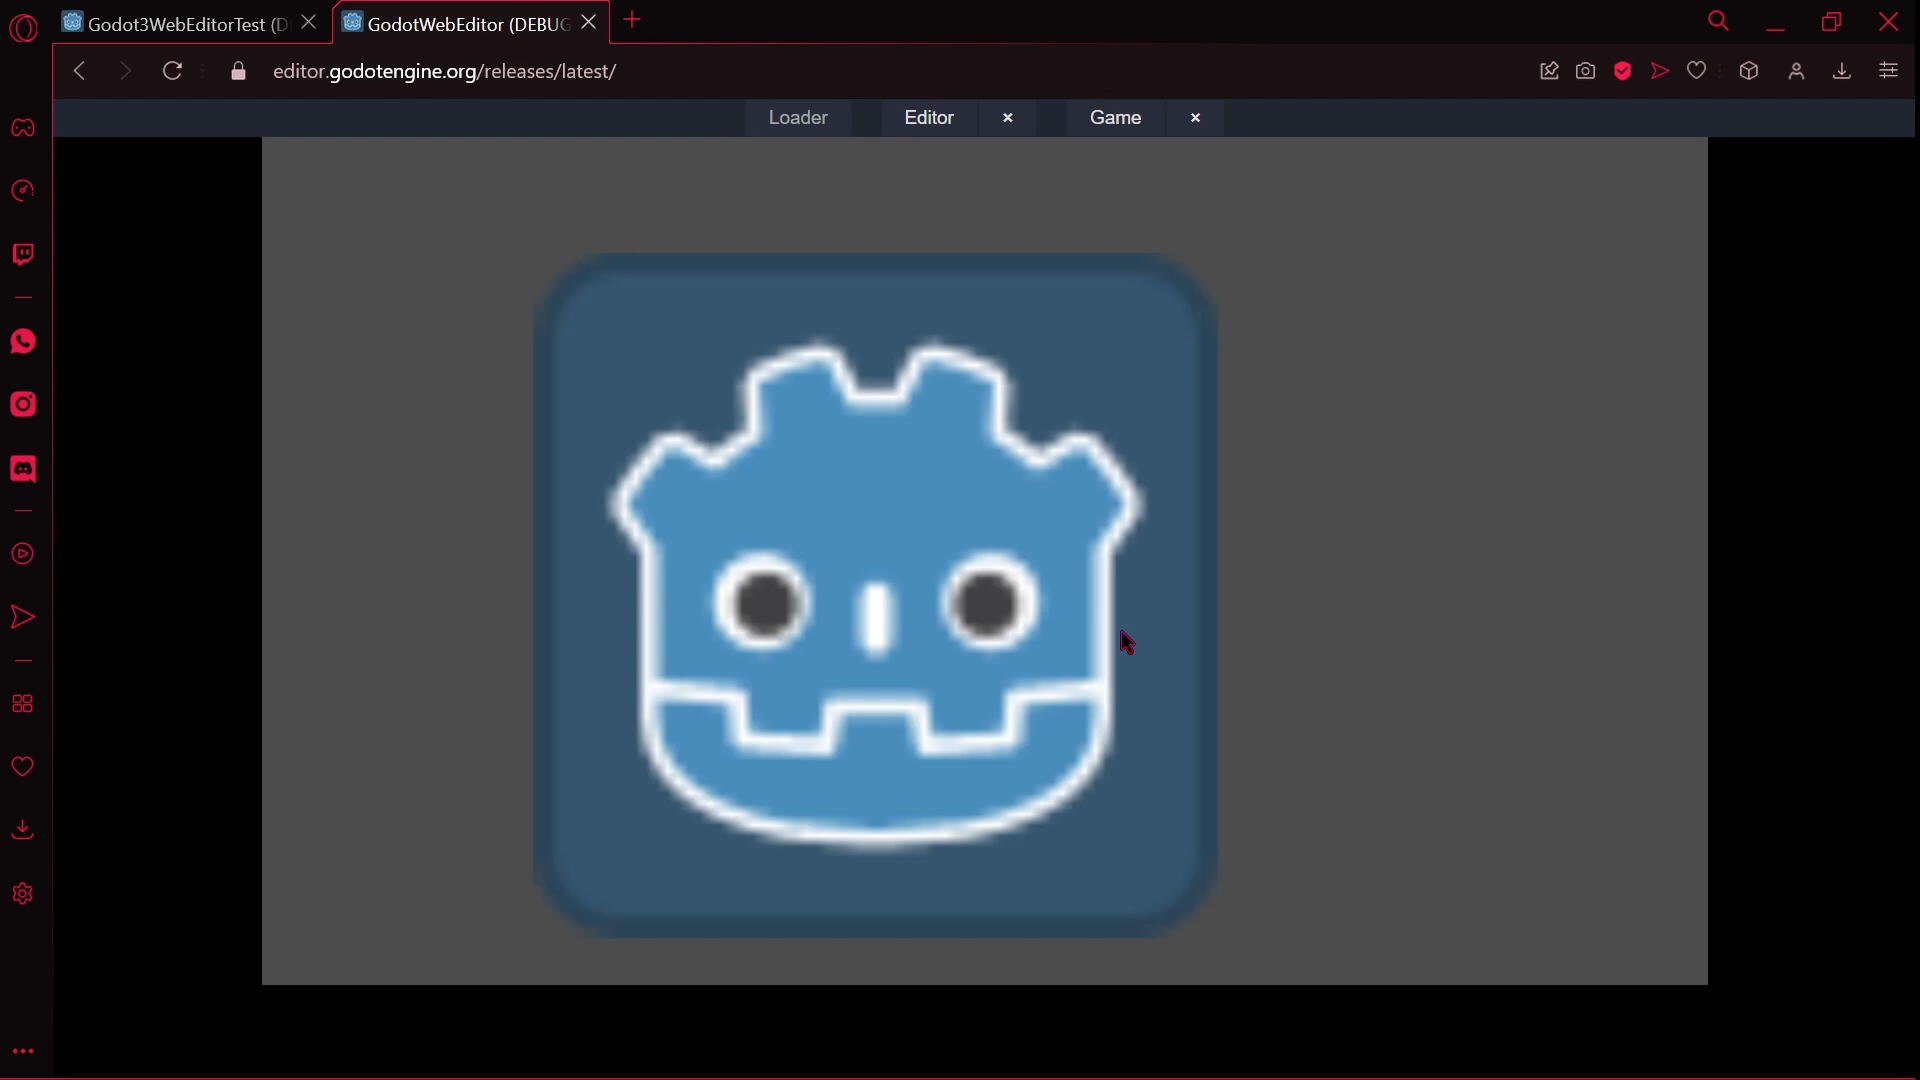 Godot3WebEditorTest (D
GodotWebEditor (DEBUG
editor.godotengine.org/releases/latest/
Loader
Editor
×
Game
×